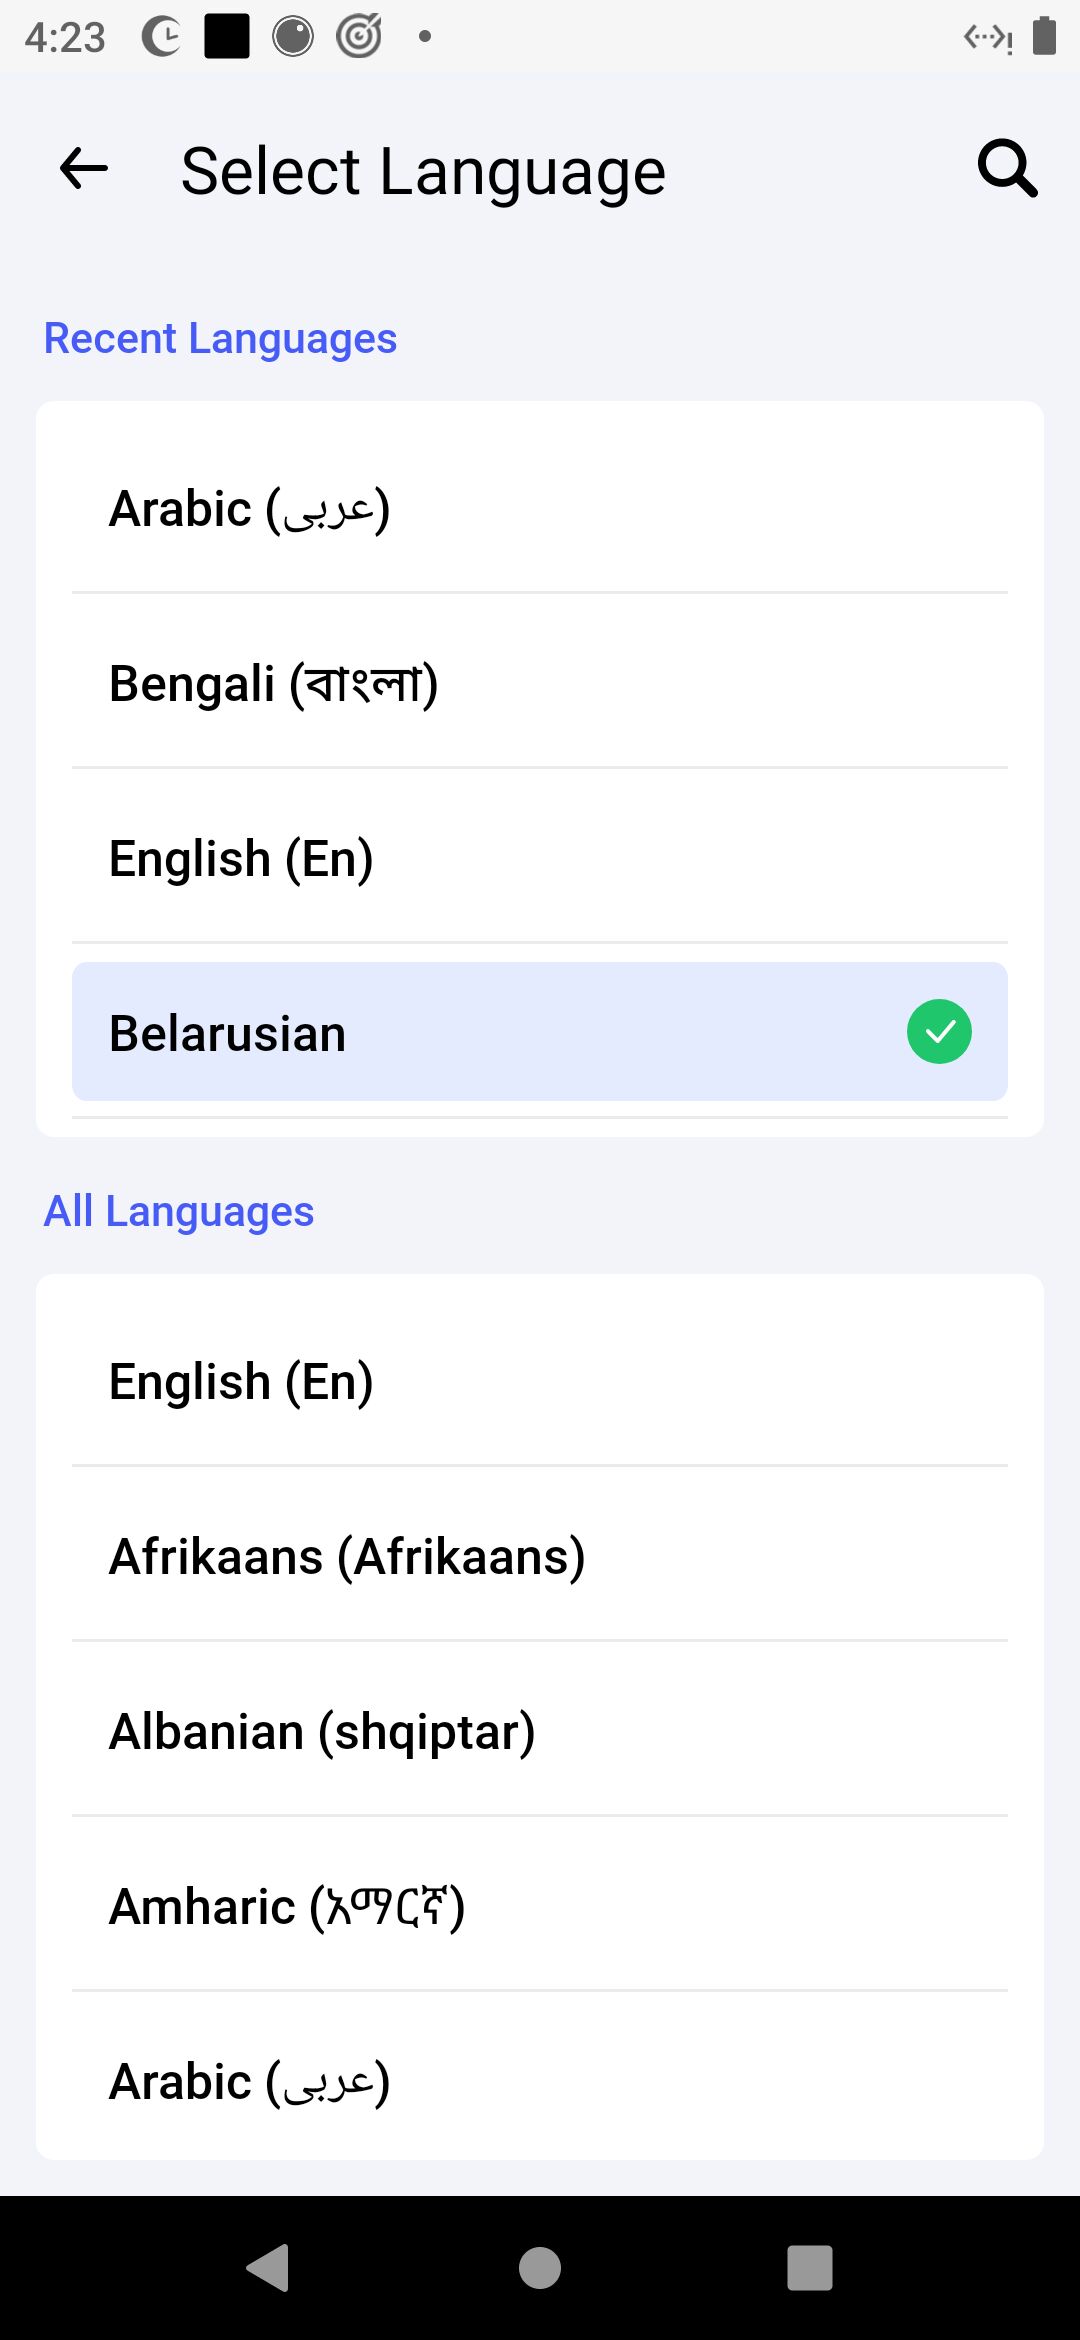 4:23
Select Language
Recent Languages
Arabic (عربى)
Bengali (বাংলা)
English (En)
Belarusian
All Languages
English (En)
Afrikaans (Afrikaans)
Albanian (shqiptar)
Amharic (አማርኛ)
Arabic (عربى)